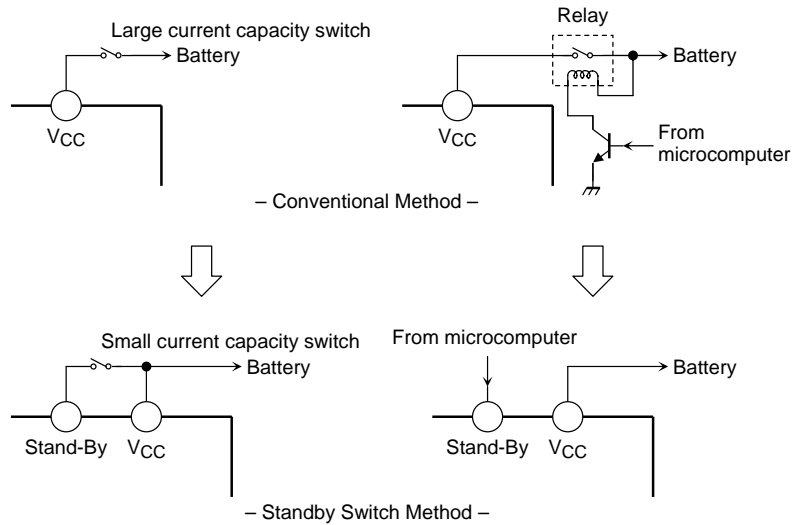 Large current capacity switch
Battery
VCC
Relay
Battery
VCC
From
microcomputer
– Conventional Method –
Small current capacity switch
Battery
Stand-By
VCC
From microcomputer
Battery
Stand-By
VCC
– Standby Switch Method –